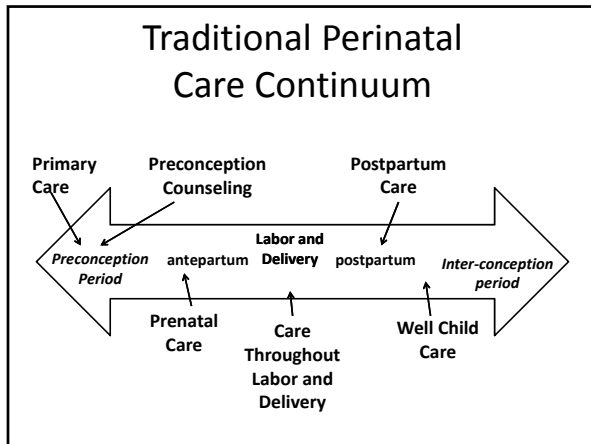 Traditional Perinatal
Care Continuum
Primary
Care
Preconception
Counseling
Postpartum
Care
Preconception
Period
antepartum
Labor and
Delivery
postpartum
Inter-conception
period
Prenatal
Care
Care
Throughout
Labor and
Delivery
Well Child
Care